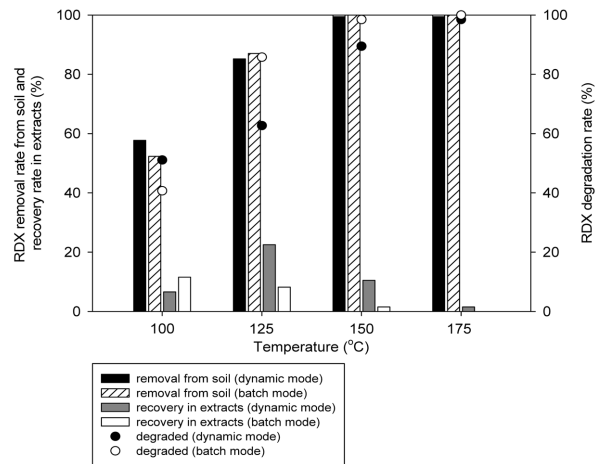 RDX removal rate from soil and
recovery rate in extracts (%)
100
80
60
40
20
0
100
80
60
40
20
0
RDX degradation rate (%)
100
125
150
175
Temperature (°C)
removal from soil (dynamic mode)
removal from soil (batch mode)
recovery in extracts (dynamic mode)
recovery in extracts (batch mode)
degraded (dynamic mode)
degraded (batch mode)